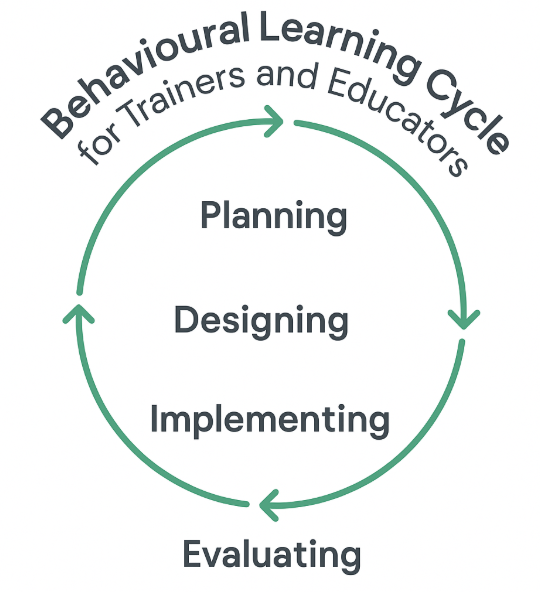 Behavioural Learning Cycle
for Trainers and Educators
Planning
Designing
Implementing
Evaluating